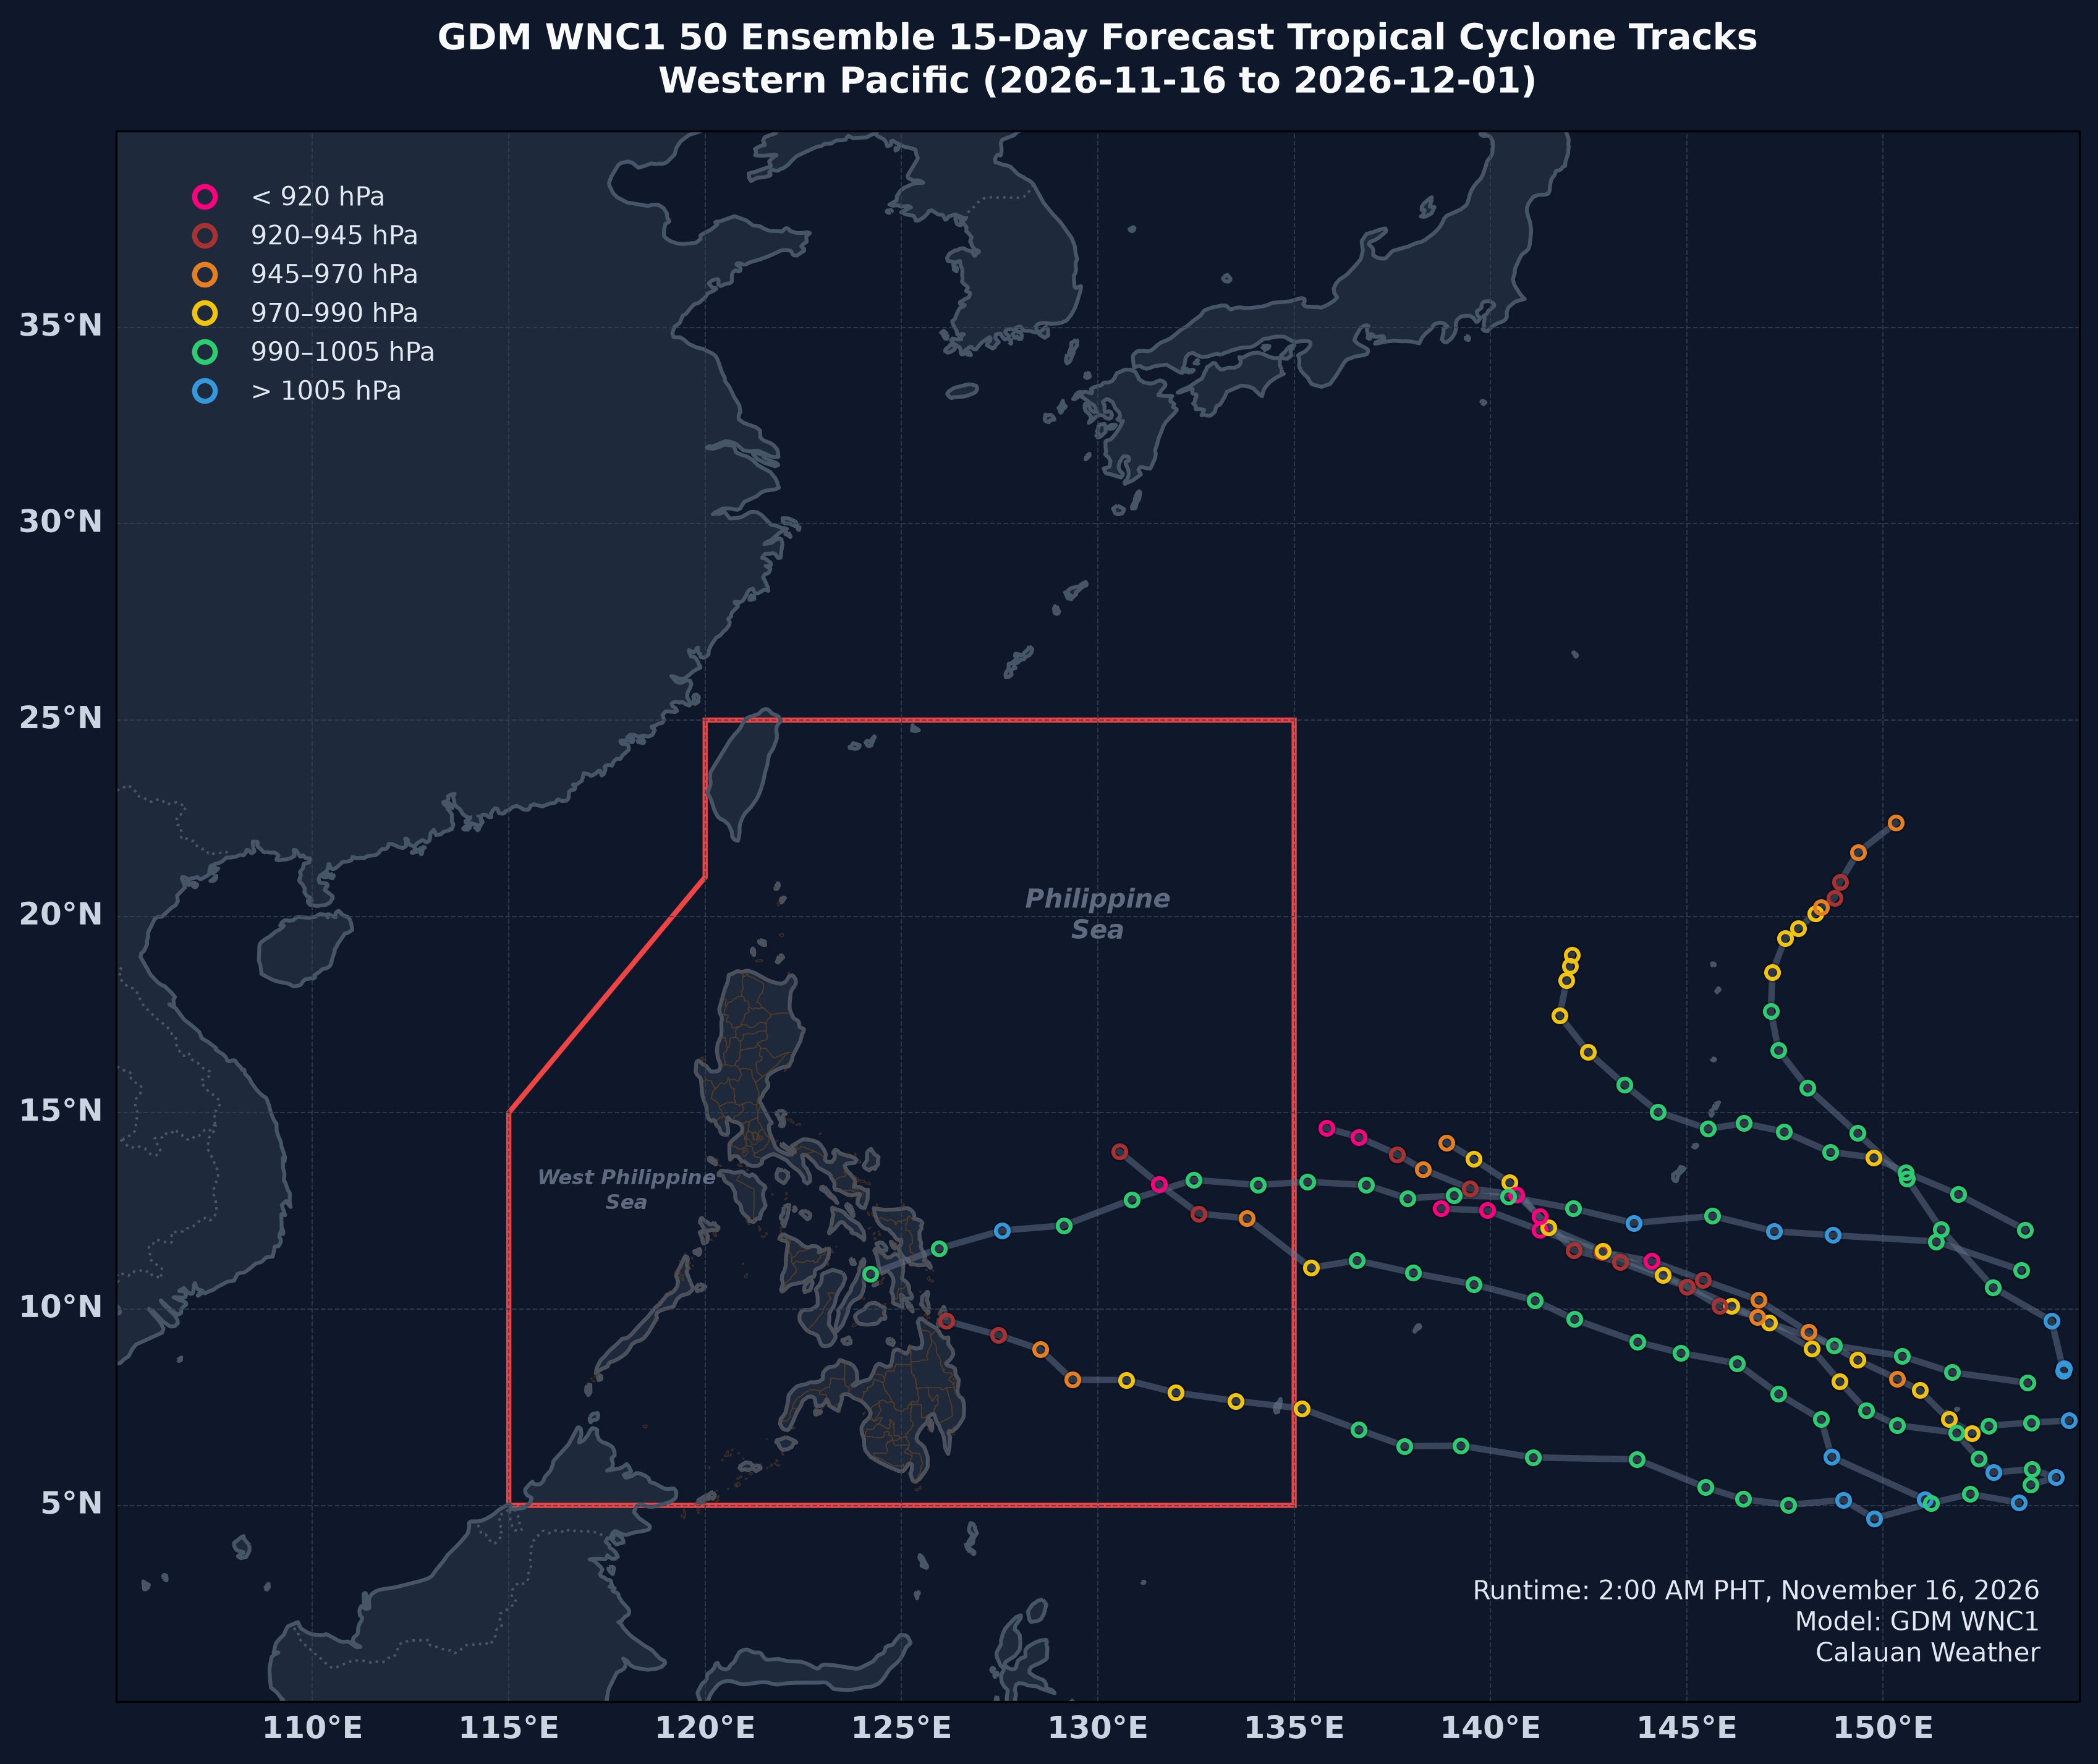 GDM WNC1 50 Ensemble 15-Day Forecast Tropical Cyclone Tracks
Western Pacific (2026-11-16 to 2026-12-01)
< 920 hPa
920–945 hPa
945–970 hPa
970–990 hPa
990–1005 hPa
> 1005 hPa
35°N
30°N
25°N
20°N
15°N
10°N
5°N
Philippine
Sea
West Philippine
Sea
Runtime: 2:00 AM PHT, November 16, 2026
Model: GDM WNC1
Calauan Weather
110°E 115°E 120°E 125°E 130°E 135°E 140°E 145°E 150°E